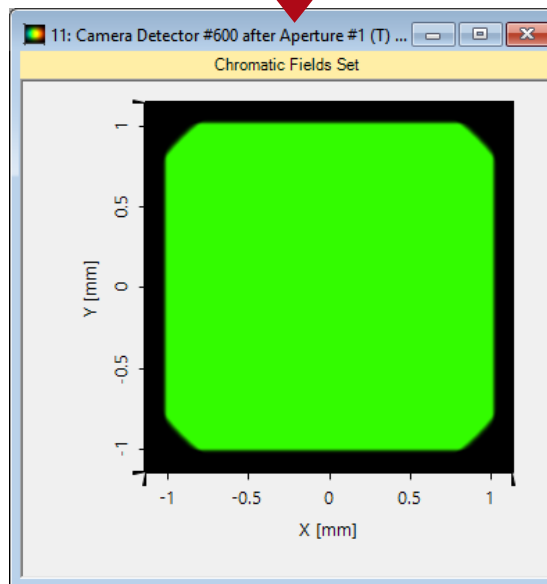 11: Camera Detector #600 after Aperture #1 (T) ...
Chromatic Fields Set
1
0.5
0
-0.5
-1
Y [mm]
-1 -0.5 0 0.5 1
X [mm]